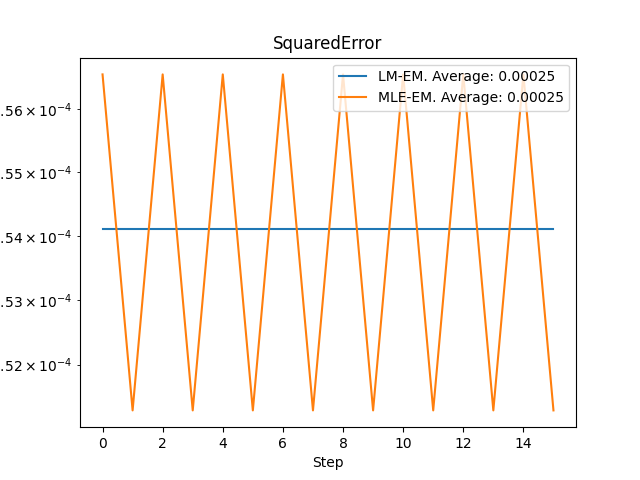 SquaredError
LM-EM. Average: 0.00025
MLE-EM. Average: 0.00025
.56 × 10⁻⁴
.55 × 10⁻⁴
.54 × 10⁻⁴
.53 × 10⁻⁴
.52 × 10⁻⁴
0 2 4 6 8 10 12 14
Step